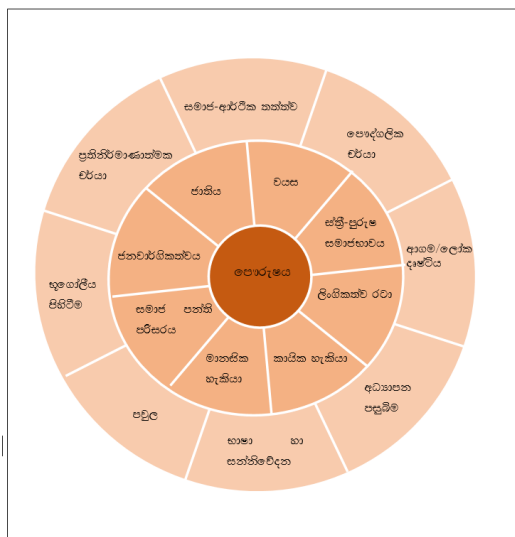 සමාජ-ආර්ථික තත්ත්ව
පෞද්ගලික
චර්යා
ප්‍රතිනිර්මාණාත්මක
චර්යා
වයස
ජාතිය
ස්ත්‍රී-පුරුෂ
සමාජභාවය
ආගම/ලෝක
දෘෂ්ටිය
ජනවාර්ගිකත්වය
පෞරුෂය
භූගෝලීය
පිහිටීම
ලිංගිකත්ව රටා
සමාජ පන්ති
පරිසරය
මානසික
හැකියා
කායික හැකියා
අධ්‍යාපන
පසුබිම
පවුල
භාෂා හා
සන්නිවේදන